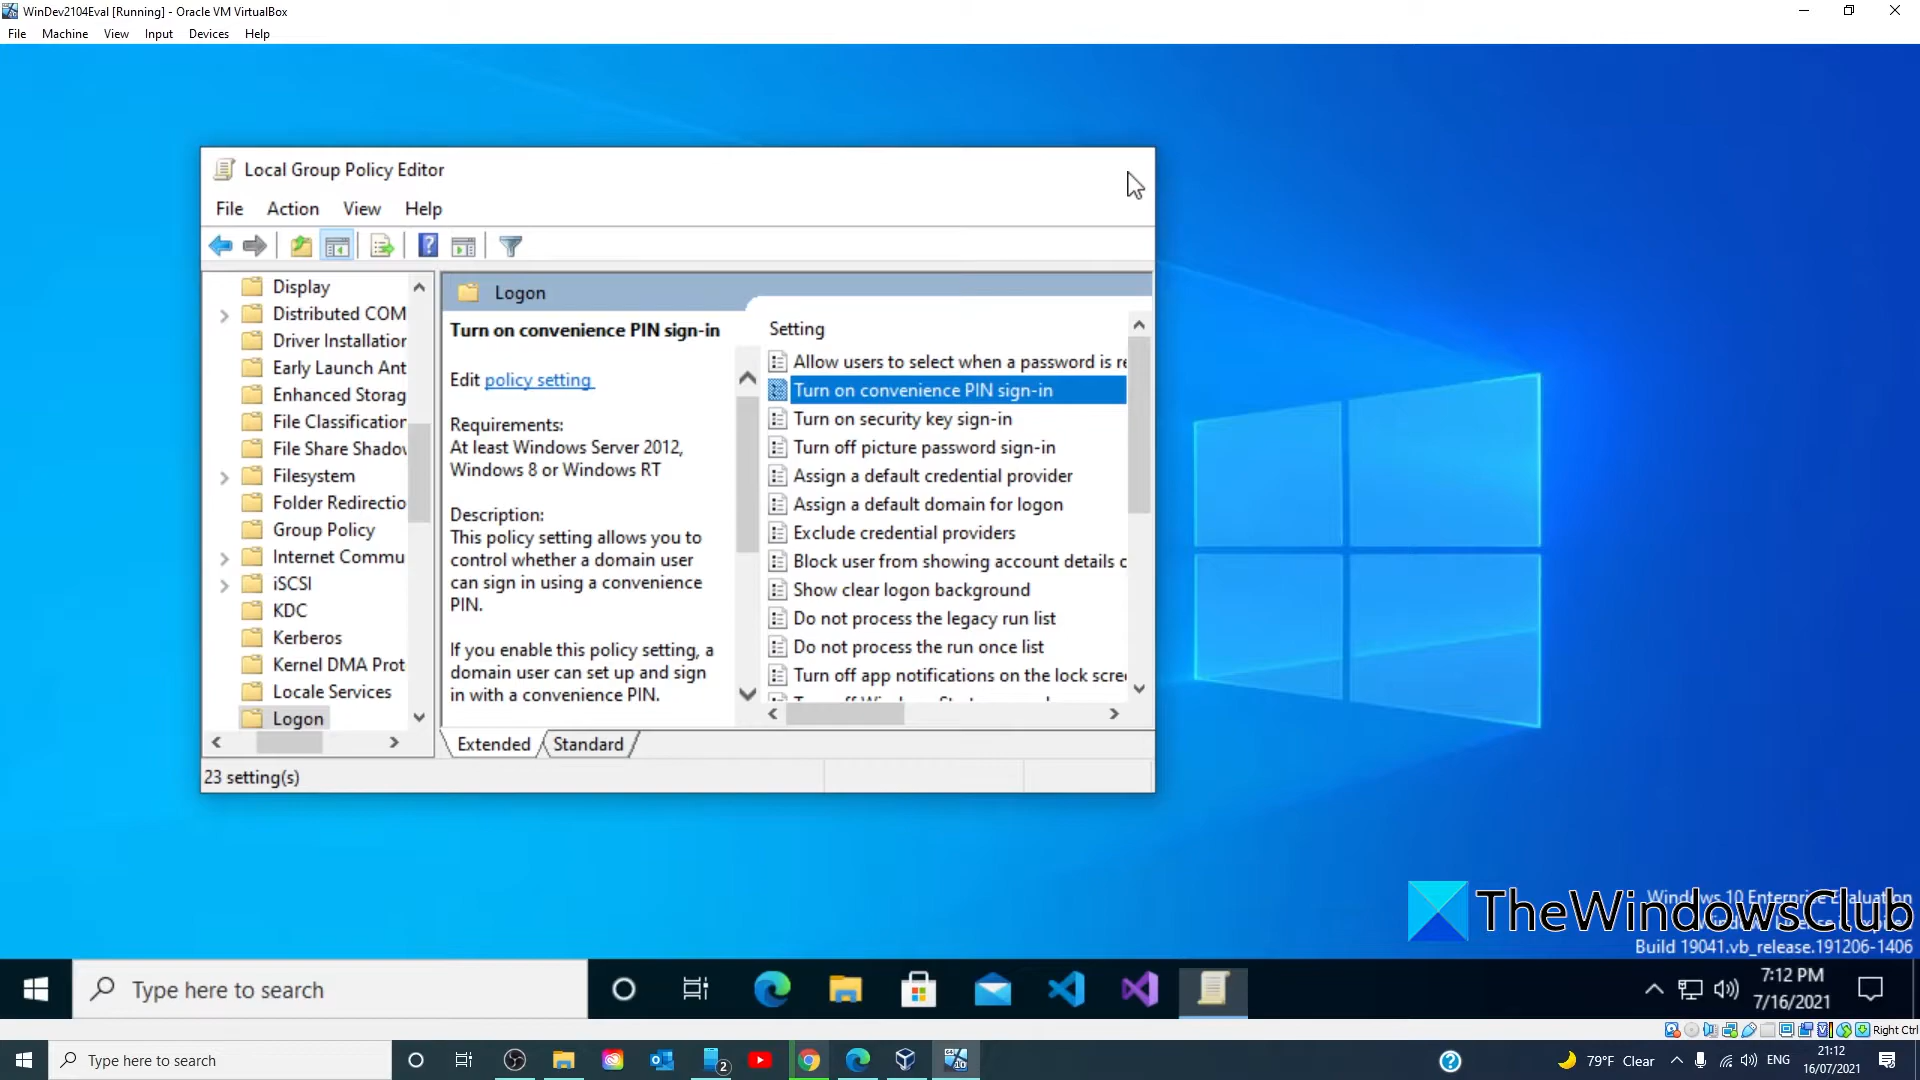 WinDev2104Eval [Running] - Oracle VM VirtualBox
File Machine View Input Devices Help
Local Group Policy Editor
File Action View Help
Display
Distributed COM
Driver Installation
Early Launch Ant
Enhanced Storag
File Classification
File Share Shadov
Filesystem
Folder Redirectio
Group Policy
Internet Commu
iSCSI
KDC
Kerberos
Kernel DMA Prot
Locale Services
Logon
Logon
Turn on convenience PIN sign-in
Edit policy setting
Requirements:
At least Windows Server 2012,
Windows 8 or Windows RT
Description:
This policy setting allows you to
control whether a domain user
can sign in using a convenience
PIN.
If you enable this policy setting, a
domain user can set up and sign
in with a convenience PIN.
Setting
Allow users to select when a password is re
Turn on convenience PIN sign-in
Turn on security key sign-in
Turn off picture password sign-in
Assign a default credential provider
Assign a default domain for logon
Exclude credential providers
Block user from showing account details c
Show clear logon background
Do not process the legacy run list
Do not process the run once list
Turn off app notifications on the lock scree
Extended Standard
23 setting(s)
Windows 10 Enterprise Evaluation
TheWindowsClub
Build 19041.vb_release.191206-1406
Type here to search
7:12 PM
7/16/2021
Right Ctrl
Type here to search
2
79°F Clear
ENG
21:12
16/07/2021